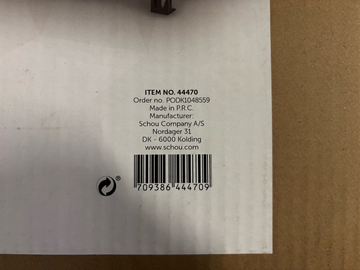 ITEM NO. 44470
Order no. PODK1048559
Made in P.R.C.
Manufacturer:
Schou Company A/S
Nordager 31
DK - 6000 Kolding
www.schou.com
®
709386 444709